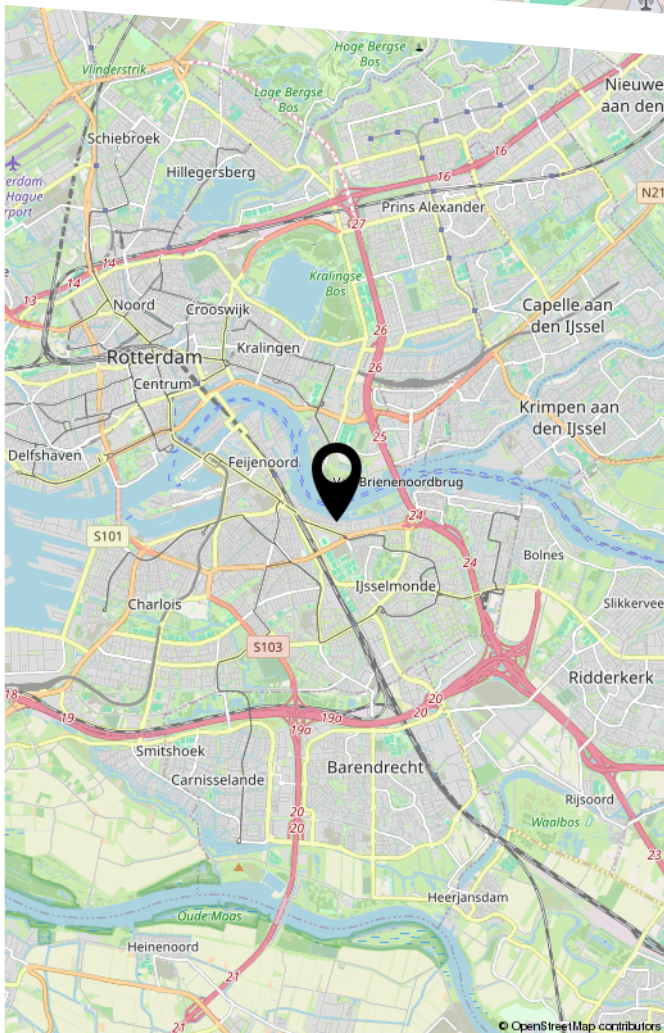 Hoge Bergse
Bos
Vlinderstrik
Lage Bergse
Bos
Nieuwe
aan den
Schiebroek
16
Hillegersberg
16
erdam
Hague
rport
N21
Prins Alexander
27
14
14
13
Kralingse
Bos
Noord
Crooswijk
Capelle aan
den IJssel
26
Kralingen
Rotterdam
26
Centrum
Krimpen aan
den IJssel
25
Delfshaven
Feijenoord
Brienenoordbrug
24
S101
Bolnes
24
IJsselmonde
Charlois
Slikkervee
S103
Ridderkerk
18
20
19
19a
20
19a
Smitshoek
Carnisselande
Barendrecht
Rijsoord
20
Waalbos
20
23
Heerjansdam
Oude Maas
Heinenoord
21
21
© OpenStreetMap contributors